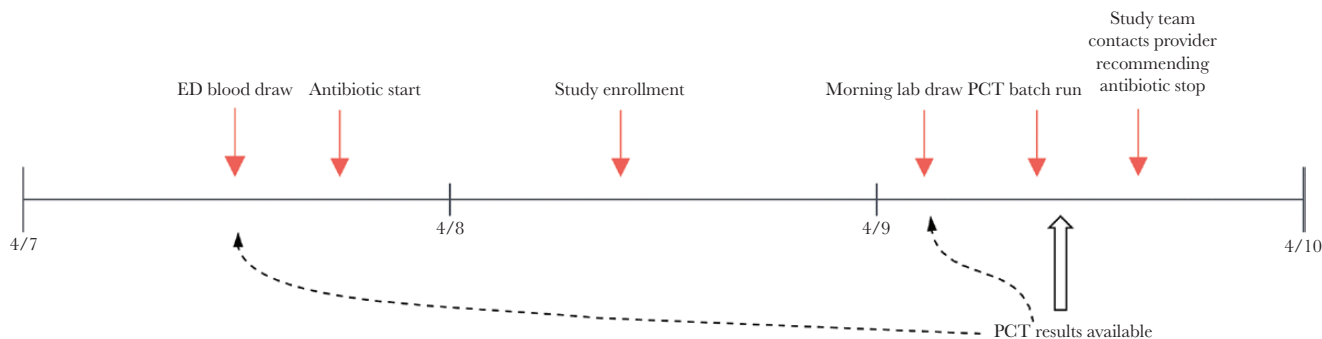 Study team
contacts provider
recommending
antibiotic stop
ED blood draw
Antibiotic start
Study enrollment
Morning lab draw
PCT batch run
4/7
4/8
4/9
4/10
PCT results available